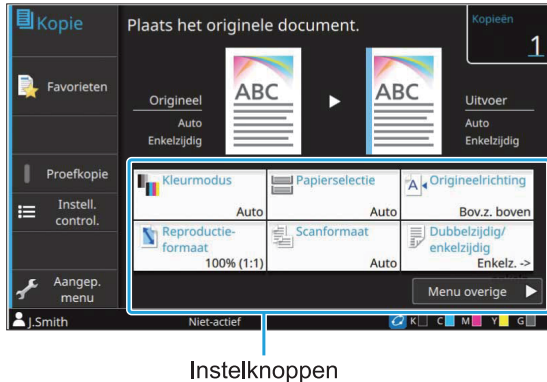 Kopie
Plaats het originele document.
Kopieën
1
Favorieten
Origineel
Auto
Enkelzijdig
ABC
ABC
Uitvoer
Auto
Enkelzijdig
Proefkopie
Instell.
control.
Aangep.
menu
Kleurmodus
Auto
Papierselectie
Auto
A
Origineelrichting
Bov.z. boven
Reproductie-
formaat
100% (1:1)
Scanformaat
Auto
Dubbelzijdig/
enkelzijdig
Enkelz. ->
Menu overige
J.Smith
Niet-actief
K C M Y G
Instelknoppen